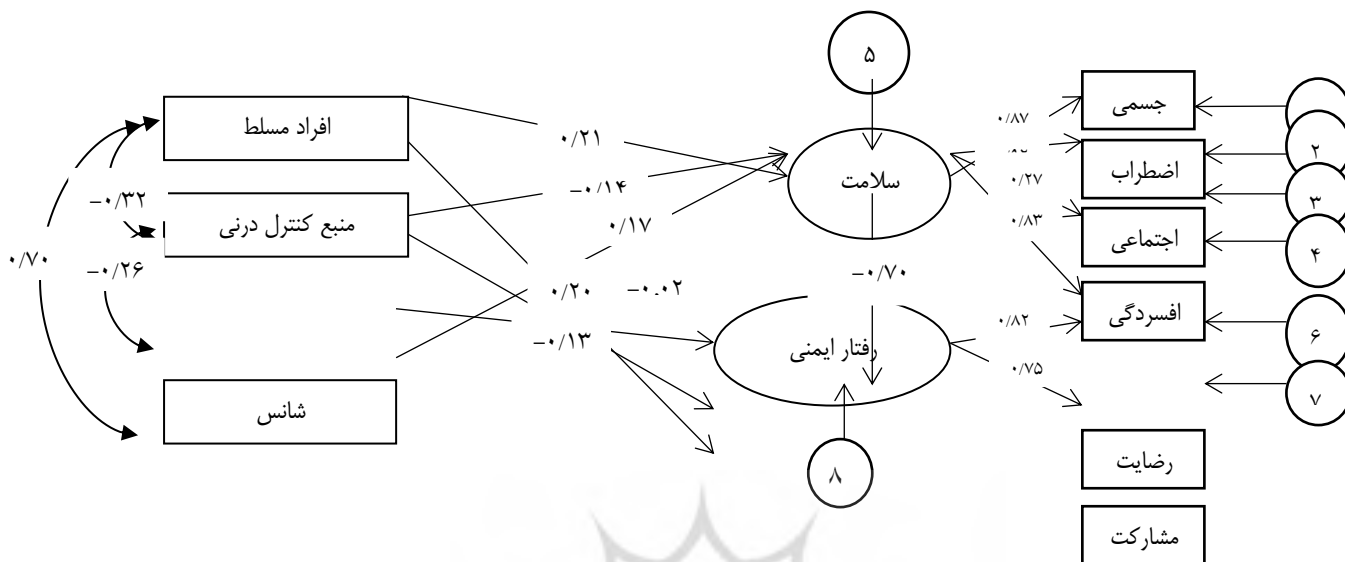 ۵
جسمی
افراد مسلط
۰/۸۷
۲
۰/۲۱
اضطراب
سلامت
۰/۲۷
۳
−۰/۳۲
−۰/۱۴
منبع کنترل درنی
۰/۱۷
۰/۸۳
اجتماعی
۴
۰/۷۰
−۰/۲۶
−۰.۰۲
−۰/۷۰
۰/۲۰
افسردگی
۰/۸۲
۶
−۰/۱۳
رفتار ایمنی
۰/۷۵
۷
شانس
رضایت
۸
مشارکت